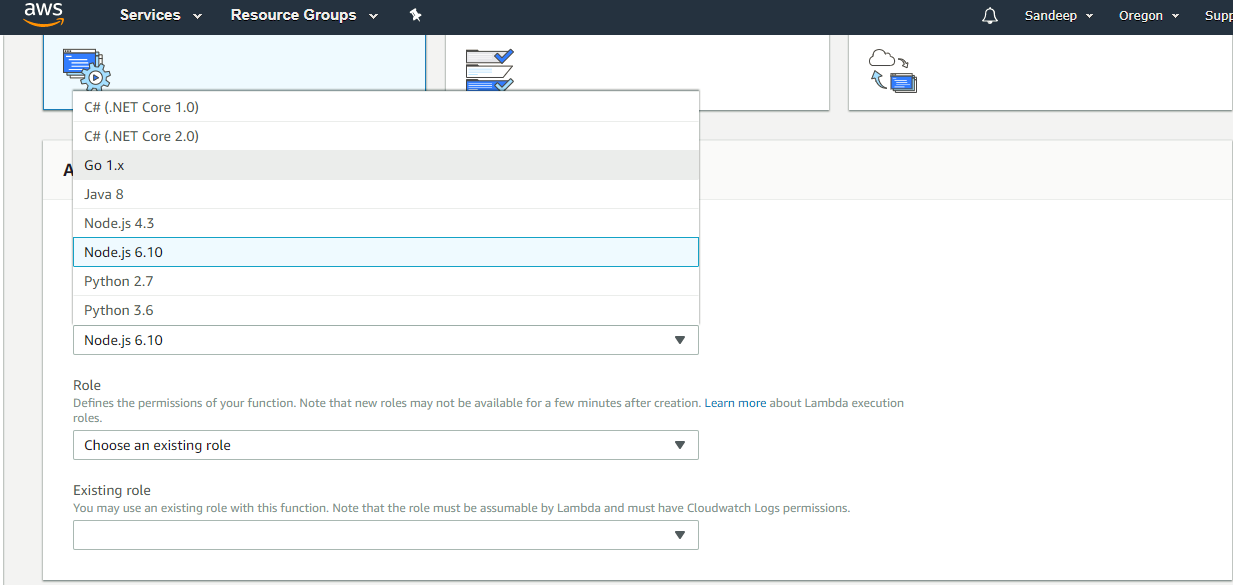 aws
Services
Resource Groups
Sandeep
Oregon
Supp
C# (.NET Core 1.0)
C# (.NET Core 2.0)
A
Go 1.x
Java 8
Node.js 4.3
Node.js 6.10
Python 2.7
Python 3.6
Node.js 6.10
Role
Defines the permissions of your function. Note that new roles may not be available for a few minutes after creation. Learn more about Lambda execution
roles.
Choose an existing role
Existing role
You may use an existing role with this function. Note that the role must be assumable by Lambda and must have Cloudwatch Logs permissions.